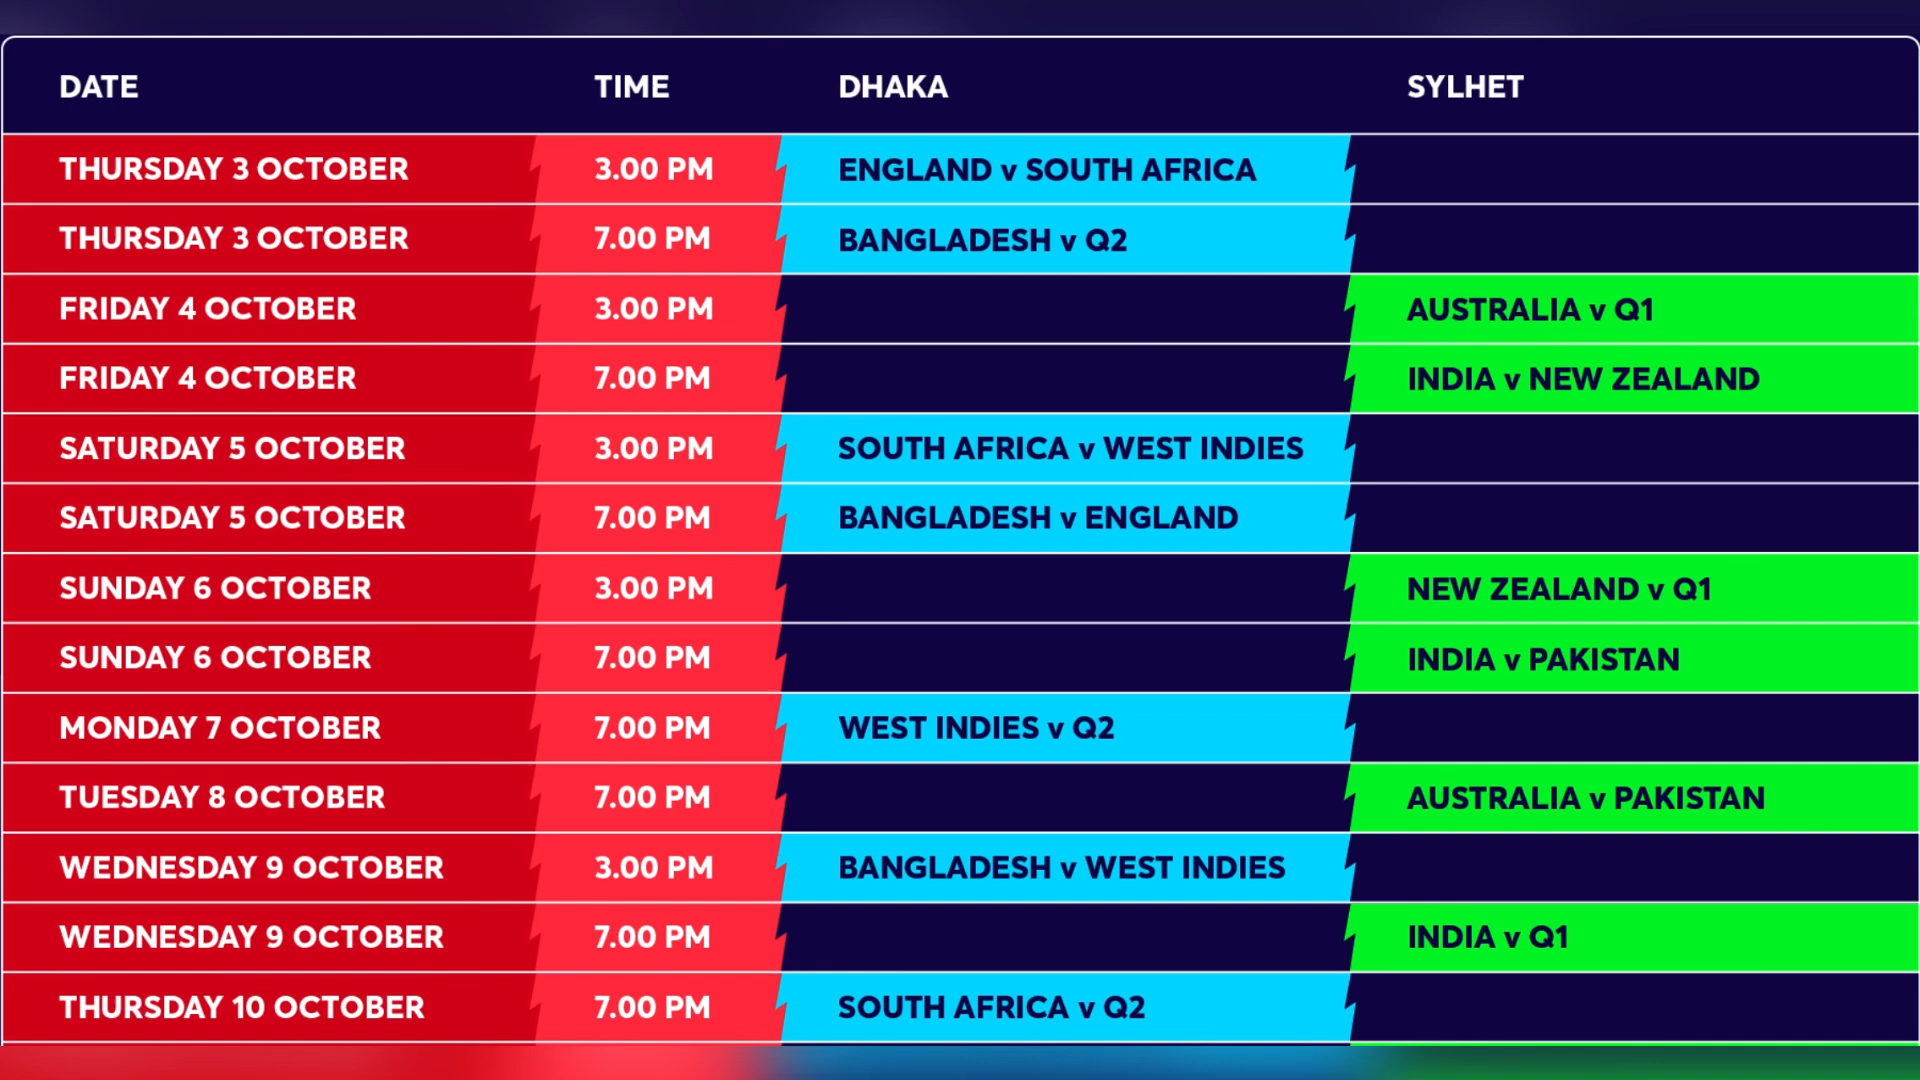 DATE TIME DHAKA SYLHET
THURSDAY 3 OCTOBER 3.00 PM ENGLAND v SOUTH AFRICA
THURSDAY 3 OCTOBER 7.00 PM BANGLADESH v Q2
FRIDAY 4 OCTOBER 3.00 PM AUSTRALIA v Q1
FRIDAY 4 OCTOBER 7.00 PM INDIA v NEW ZEALAND
SATURDAY 5 OCTOBER 3.00 PM SOUTH AFRICA v WEST INDIES
SATURDAY 5 OCTOBER 7.00 PM BANGLADESH v ENGLAND
SUNDAY 6 OCTOBER 3.00 PM NEW ZEALAND v Q1
SUNDAY 6 OCTOBER 7.00 PM INDIA v PAKISTAN
MONDAY 7 OCTOBER 7.00 PM WEST INDIES v Q2
TUESDAY 8 OCTOBER 7.00 PM AUSTRALIA v PAKISTAN
WEDNESDAY 9 OCTOBER 3.00 PM BANGLADESH v WEST INDIES
WEDNESDAY 9 OCTOBER 7.00 PM INDIA v Q1
THURSDAY 10 OCTOBER 7.00 PM SOUTH AFRICA v Q2